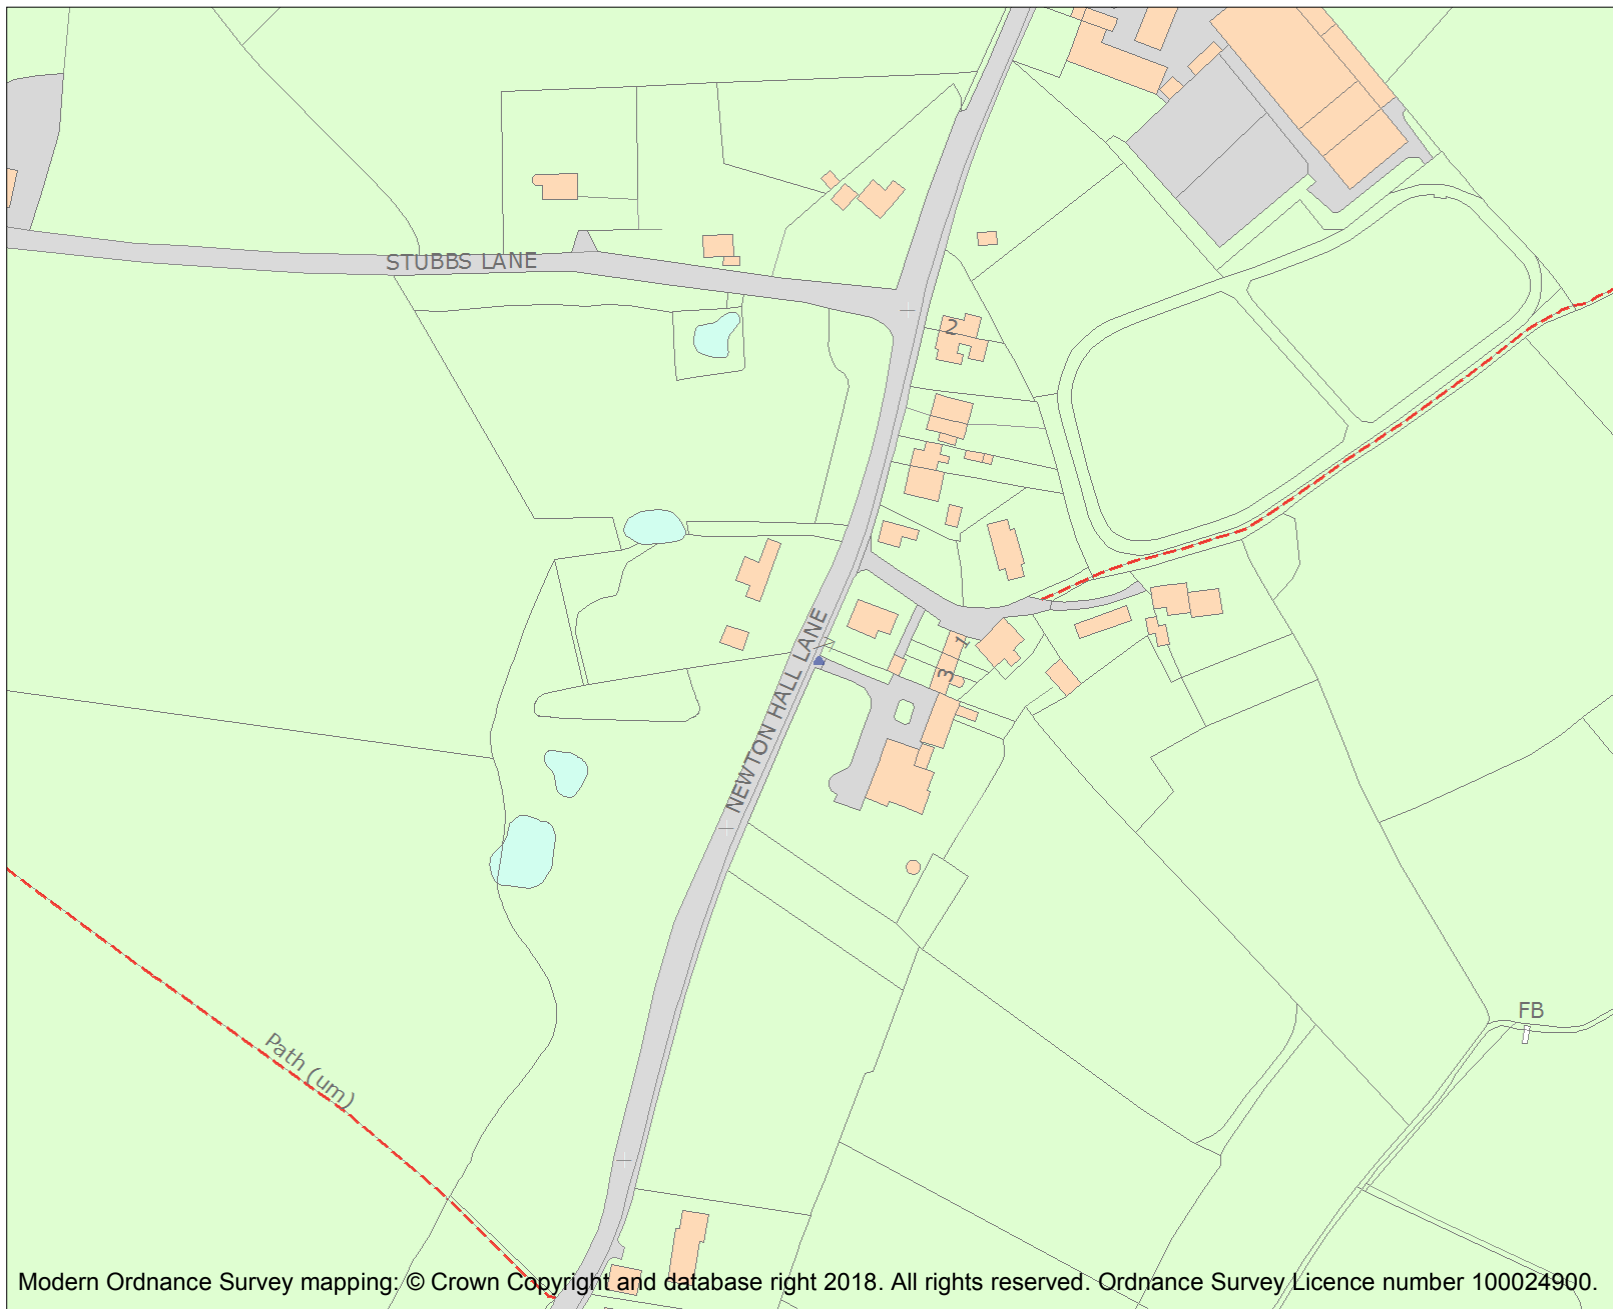 STUBBS LANE
2
1
3
NEWTON HALL LANE
FB
Path (um)
Modern Ordnance Survey mapping: © Crown Copyright and database right 2018. All rights reserved. Ordnance Survey Licence number 100024900.